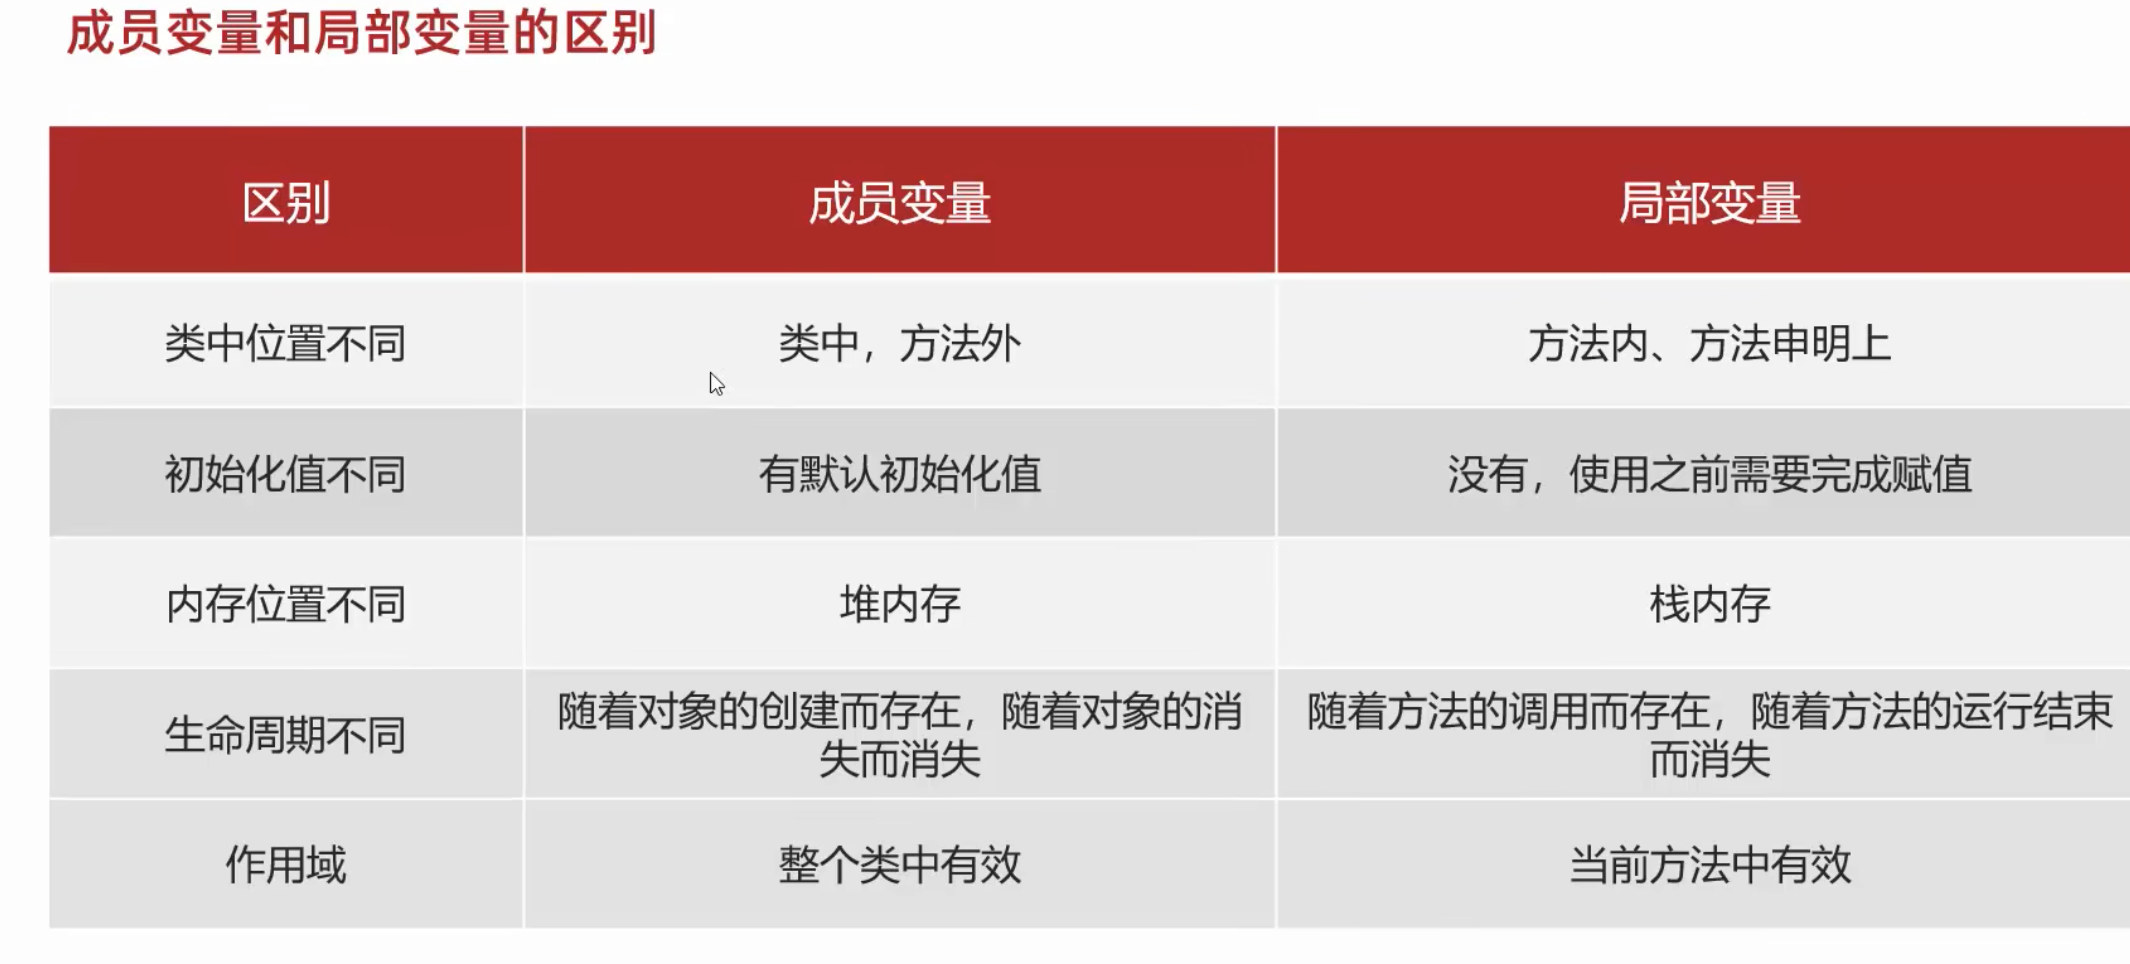 成员变量和局部变量的区别
区别 成员变量 局部变量
类中位置不同 类中，方法外 方法内、方法申明上
初始化值不同 有默认初始化值 没有，使用之前需要完成赋值
内存位置不同 堆内存 栈内存
生命周期不同
随着对象的创建而存在，随着对象的消
失而消失
随着方法的调用而存在，随着方法的运行结束
而消失
作用域 整个类中有效 当前方法中有效